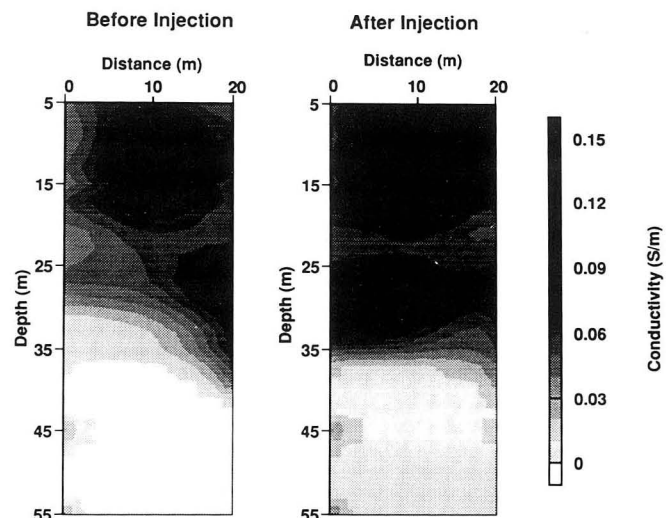 Before Injection
Distance (m)
0 10 20
5
15
25
35
45
55
Depth (m)
After Injection
Distance (m)
0 10 20
5
15
25
35
45
55
Depth (m)
0.15
0.12
0.09
0.06
0.03
0
Conductivity (S/m)